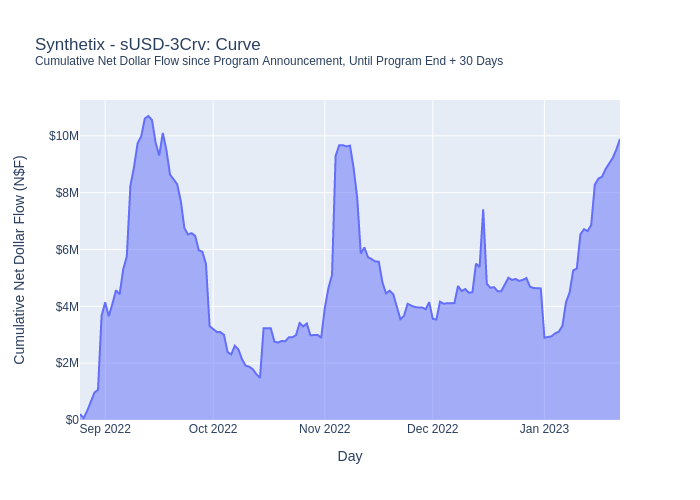 Synthetix - sUSD-3Crv: Curve
Cumulative Net Dollar Flow since Program Announcement, Until Program End + 30 Days
Cumulative Net Dollar Flow (N$F)
$10M
$8M
$6M
$4M
$2M
$0
Sep 2022
Oct 2022
Nov 2022
Dec 2022
Jan 2023
Day